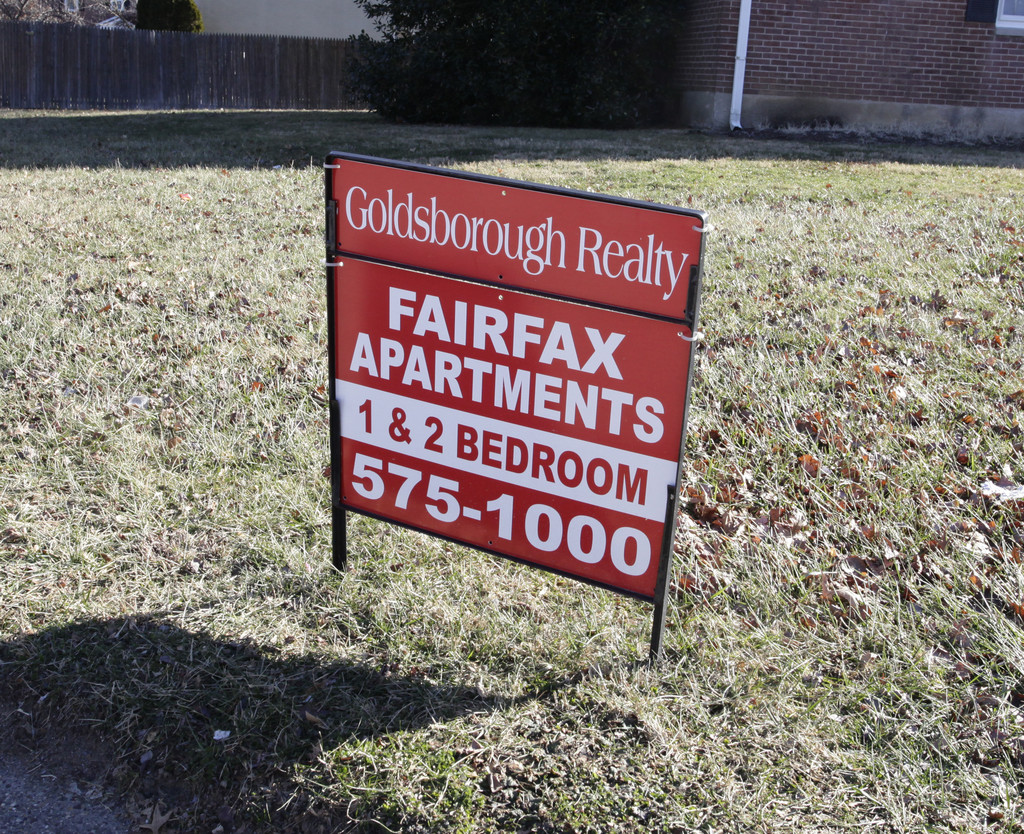 Goldsborough Realty
FAIRFAX
APARTMENTS
1 & 2 BEDROOM
575-1000